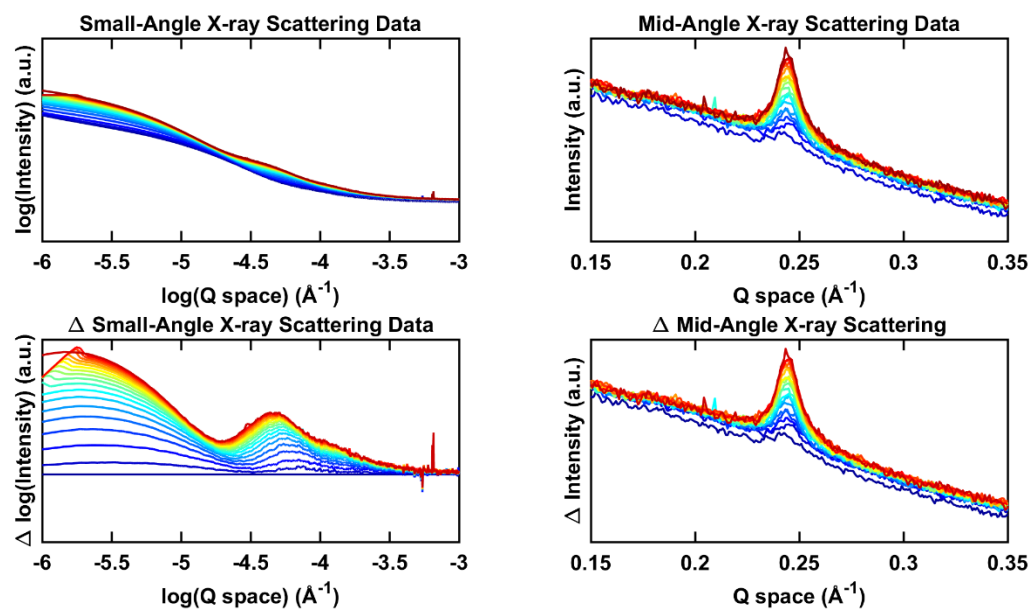 Small-Angle X-ray Scattering Data
log(Intensity) (a.u.)
-6 -5.5 -5 -4.5 -4 -3.5 -3
log(Q space) (Å-1)
Mid-Angle X-ray Scattering Data
Intensity (a.u.)
0.15 0.2 0.25 0.3 0.35
Q space (Å-1)
Δ Small-Angle X-ray Scattering Data
Δ log(Intensity) (a.u.)
-6 -5.5 -5 -4.5 -4 -3.5 -3
log(Q space) (Å-1)
Δ Mid-Angle X-ray Scattering
Δ Intensity (a.u.)
0.15 0.2 0.25 0.3 0.35
Q space (Å-1)